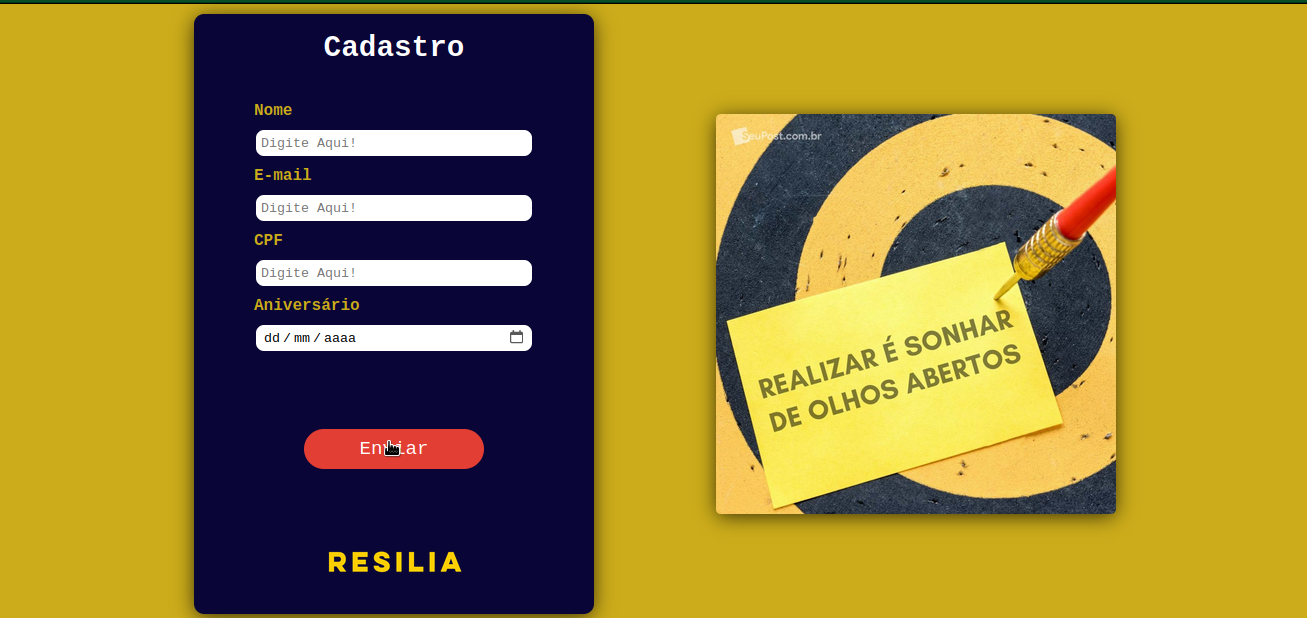 Cadastro
Nome
Digite Aqui!
E-mail
Digite Aqui!
CPF
Digite Aqui!
Aniversário
dd/mm/aaaa
Enviar
RESILIA
SeuPost.com.br
REALIZAR É SONHAR
DE OLHOS ABERTOS